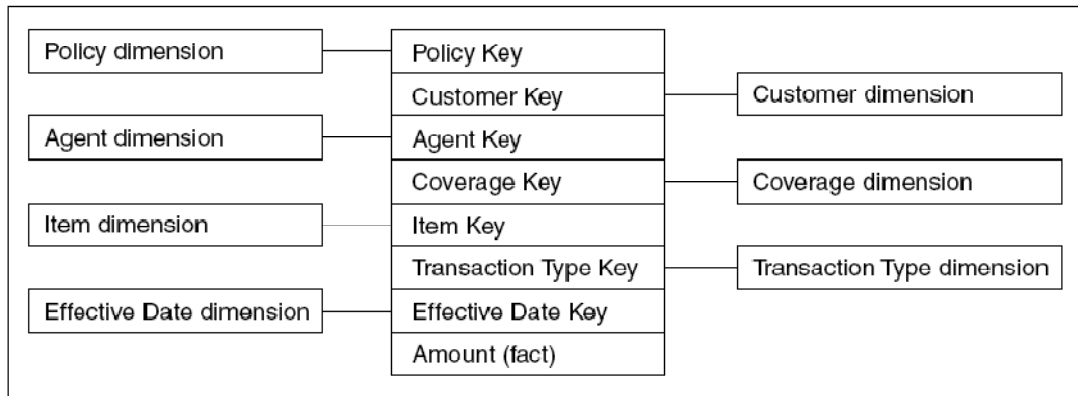 Policy dimension
Policy Key
Customer Key
Customer dimension
Agent dimension
Agent Key
Coverage Key
Coverage dimension
Item dimension
Item Key
Transaction Type Key
Transaction Type dimension
Effective Date dimension
Effective Date Key
Amount (fact)